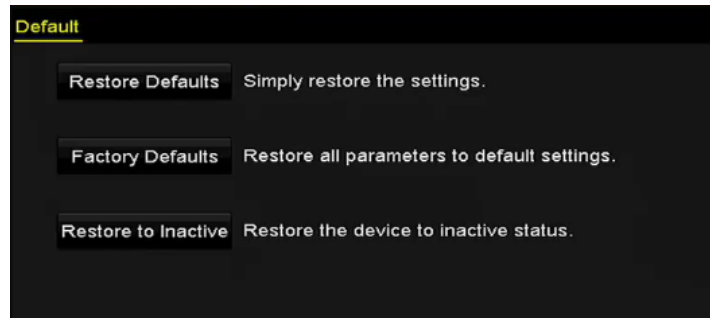 Default
Restore Defaults Simply restore the settings.
Factory Defaults Restore all parameters to default settings.
Restore to Inactive Restore the device to inactive status.